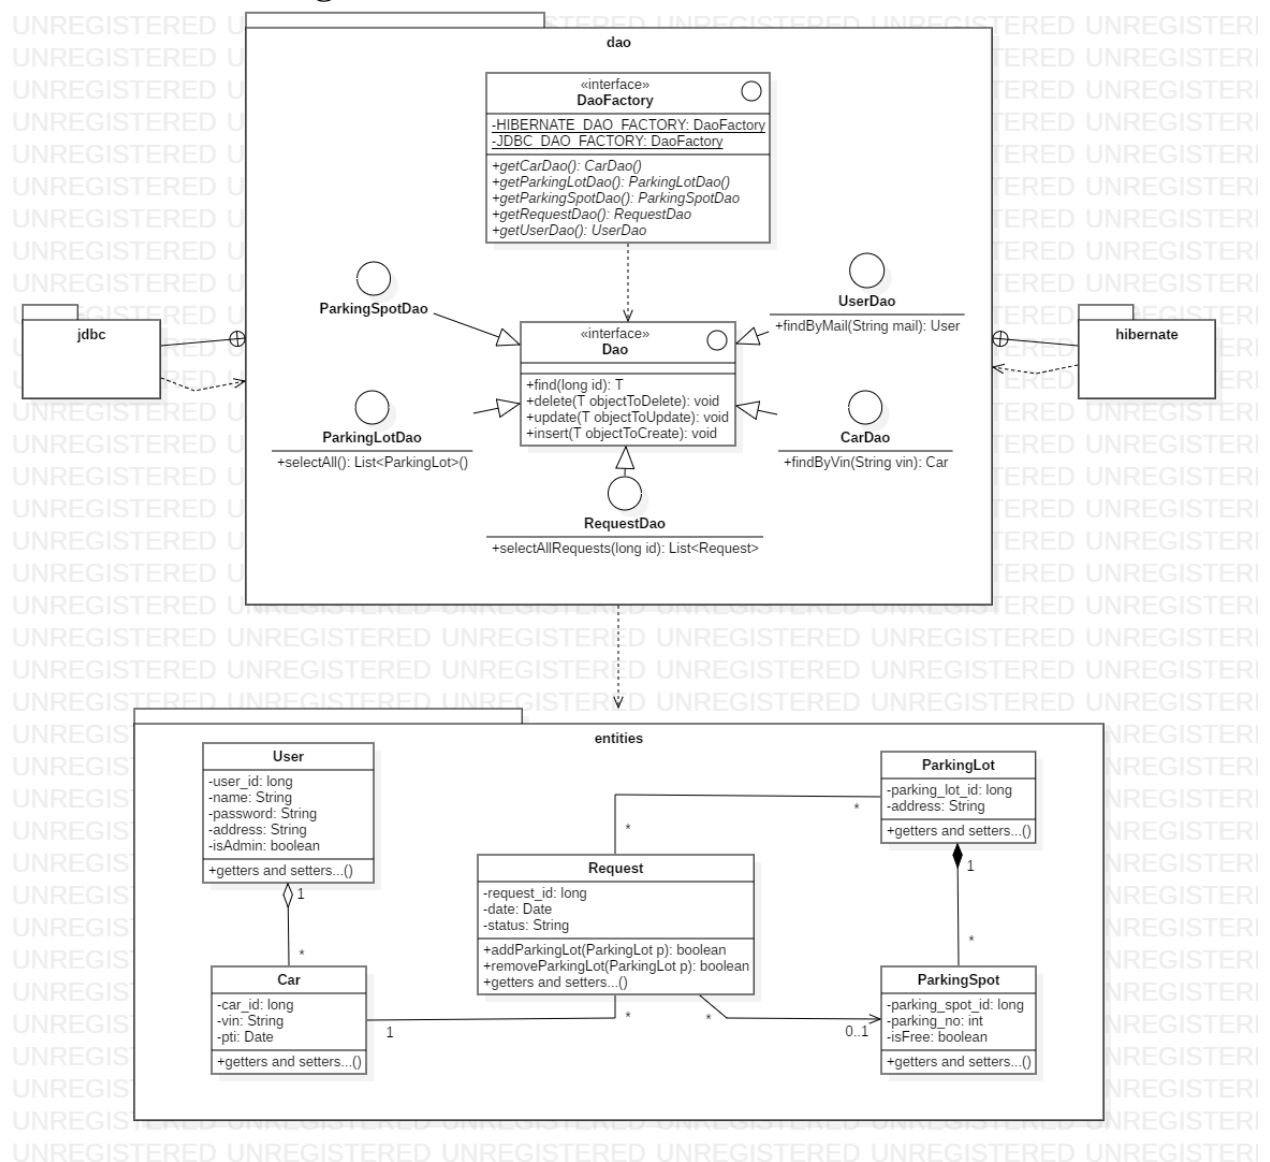 dao
«interface»
DaoFactory
-HIBERNATE_DAO_FACTORY: DaoFactory
-JDBC_DAO_FACTORY: DaoFactory
+getCarDao(): CarDao()
+getParkingLotDao(): ParkingLotDao()
+getParkingSpotDao(): ParkingSpotDao
+getRequestDao(): RequestDao
+getUserDao(): UserDao
ParkingSpotDao
UserDao
+findByMail(String mail): User
jdbc
hibernate
«interface»
Dao
+find(long id): T
+delete(T objectToDelete): void
+update(T objectToUpdate): void
+insert(T objectToCreate): void
ParkingLotDao
+selectAll(): List<ParkingLot>()
CarDao
+findByVin(String vin): Car
RequestDao
+selectAllRequests(long id): List<Request>
entities
User
-user_id: long
-name: String
-password: String
-address: String
-isAdmin: boolean
+getters and setters...()
1
*
ParkingLot
-parking_lot_id: long
-address: String
+getters and setters...()
*
*
1
*
Request
-request_id: long
-date: Date
-status: String
+addParkingLot(ParkingLot p): boolean
+removeParkingLot(ParkingLot p): boolean
+getters and setters...()
Car
-car_id: long
-vin: String
-pti: Date
+getters and setters...()
1
*
*
0..1
ParkingSpot
-parking_spot_id: long
-parking_no: int
-isFree: boolean
+getters and setters...()
UNREGISTERED UNREGISTERED UNREGISTERED UNREGISTERED UNREGISTERED UNREGISTERED